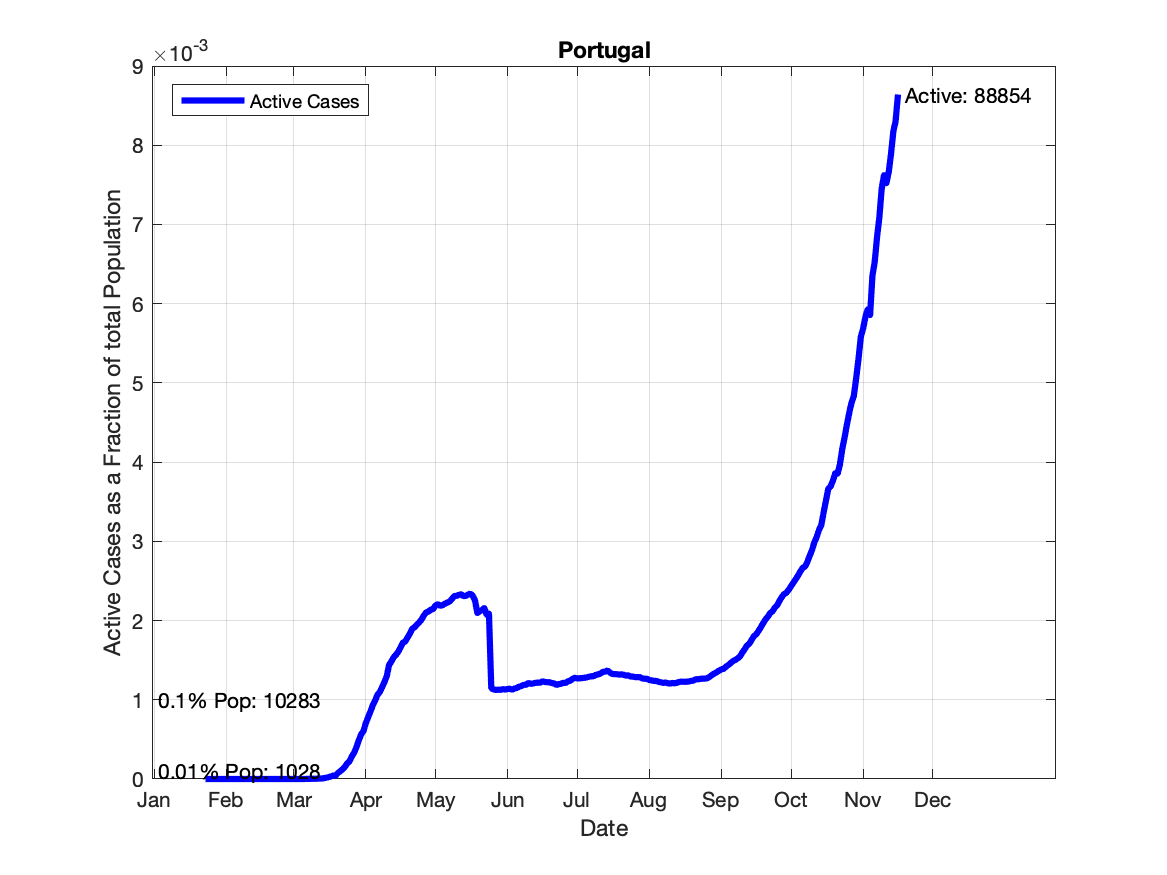 Portugal
×10-3
9
8
7
6
5
4
3
2
1
0
Active Cases as a Fraction of total Population
Active Cases
Active: 88854
0.1% Pop: 10283
0.01% Pop: 1028
Jan Feb Mar Apr May Jun Jul Aug Sep Oct Nov Dec
Date